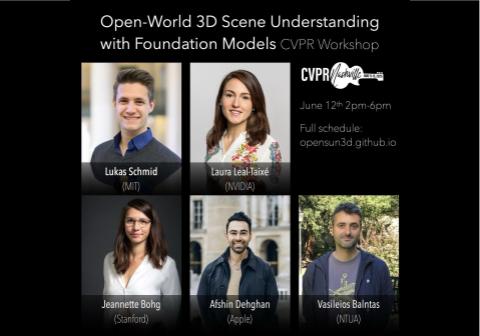 Open-World 3D Scene Understanding
with Foundation Models CVPR Workshop
CVPR Nashville
June 12th 2pm-6pm
Full schedule:
opensun3d.github.io
Lukas Schmid
(MIT)
Laura Leal-Taixé
(NVIDIA)
Jeannette Bohg
(Stanford)
Afshin Dehghan
(Apple)
Vasileios Balntas
(NTUA)